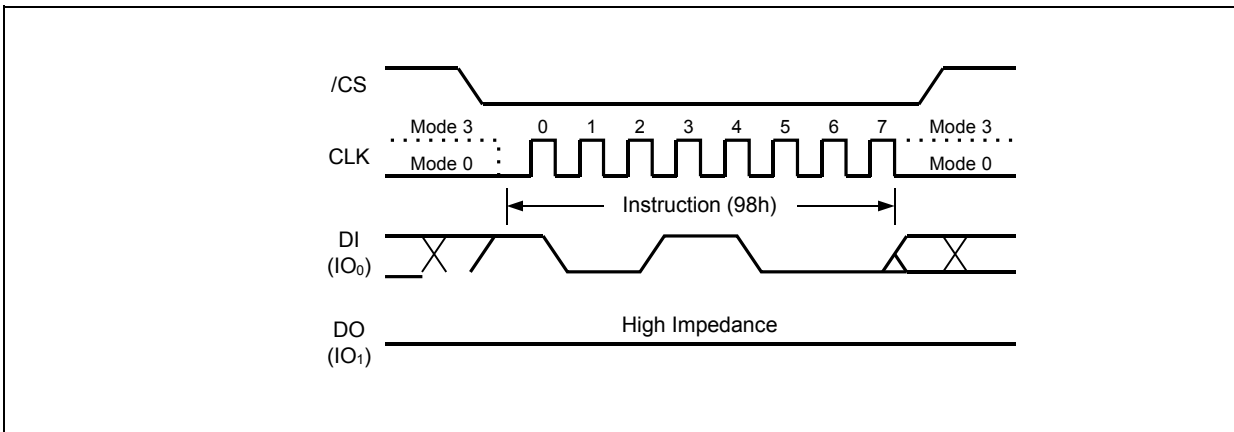 /CS
Mode 3 0 1 2 3 4 5 6 7 Mode 3
CLK
Mode 0 Mode 0
Instruction (98h)
DI
(IO₀)
High Impedance
DO
(IO₁)